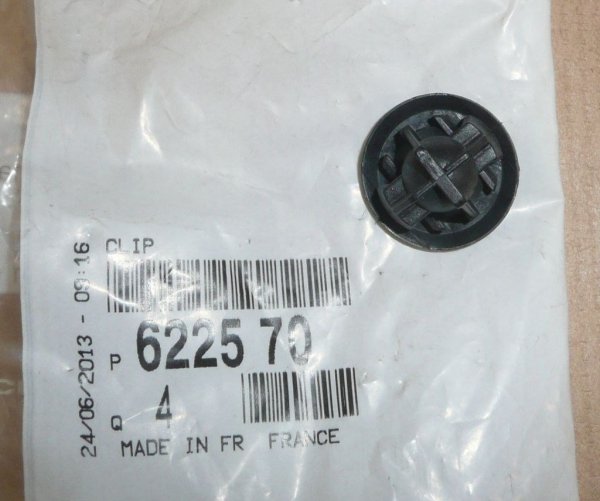 CLIP
P 6225 70
Q 4
MADE IN FR FRANCE
24/06/2013 - 09:16